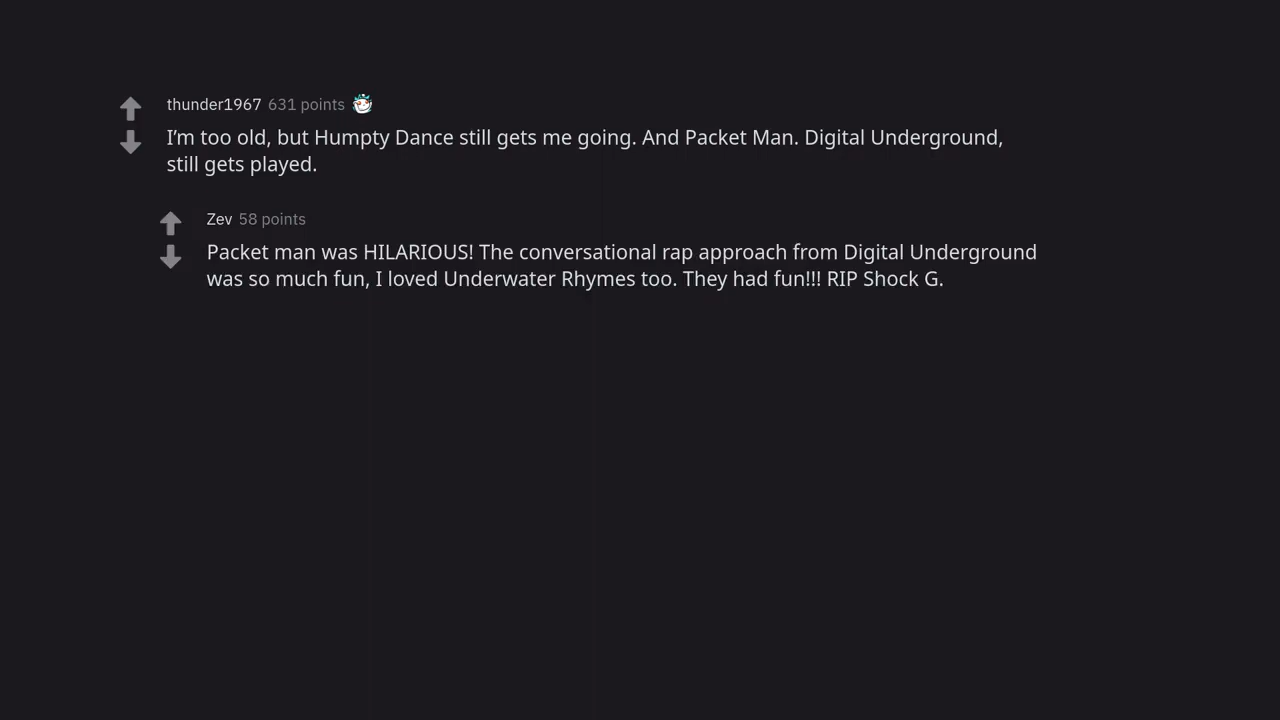 thunder1967 631 points
I’m too old, but Humpty Dance still gets me going. And Packet Man. Digital Underground,
still gets played.
Zev 58 points
Packet man was HILARIOUS! The conversational rap approach from Digital Underground
was so much fun, I loved Underwater Rhymes too. They had fun!!! RIP Shock G.